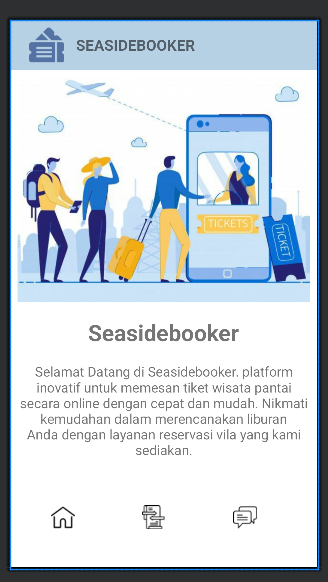 SEASIDEBOOKER
TICKETS
TICKET
Seasidebooker
Selamat Datang di Seasidebooker. platform
inovatif untuk memesan tiket wisata pantai
secara online dengan cepat dan mudah. Nikmati
kemudahan dalam merencanakan liburan
Anda dengan layanan reservasi vila yang kami
sediakan.